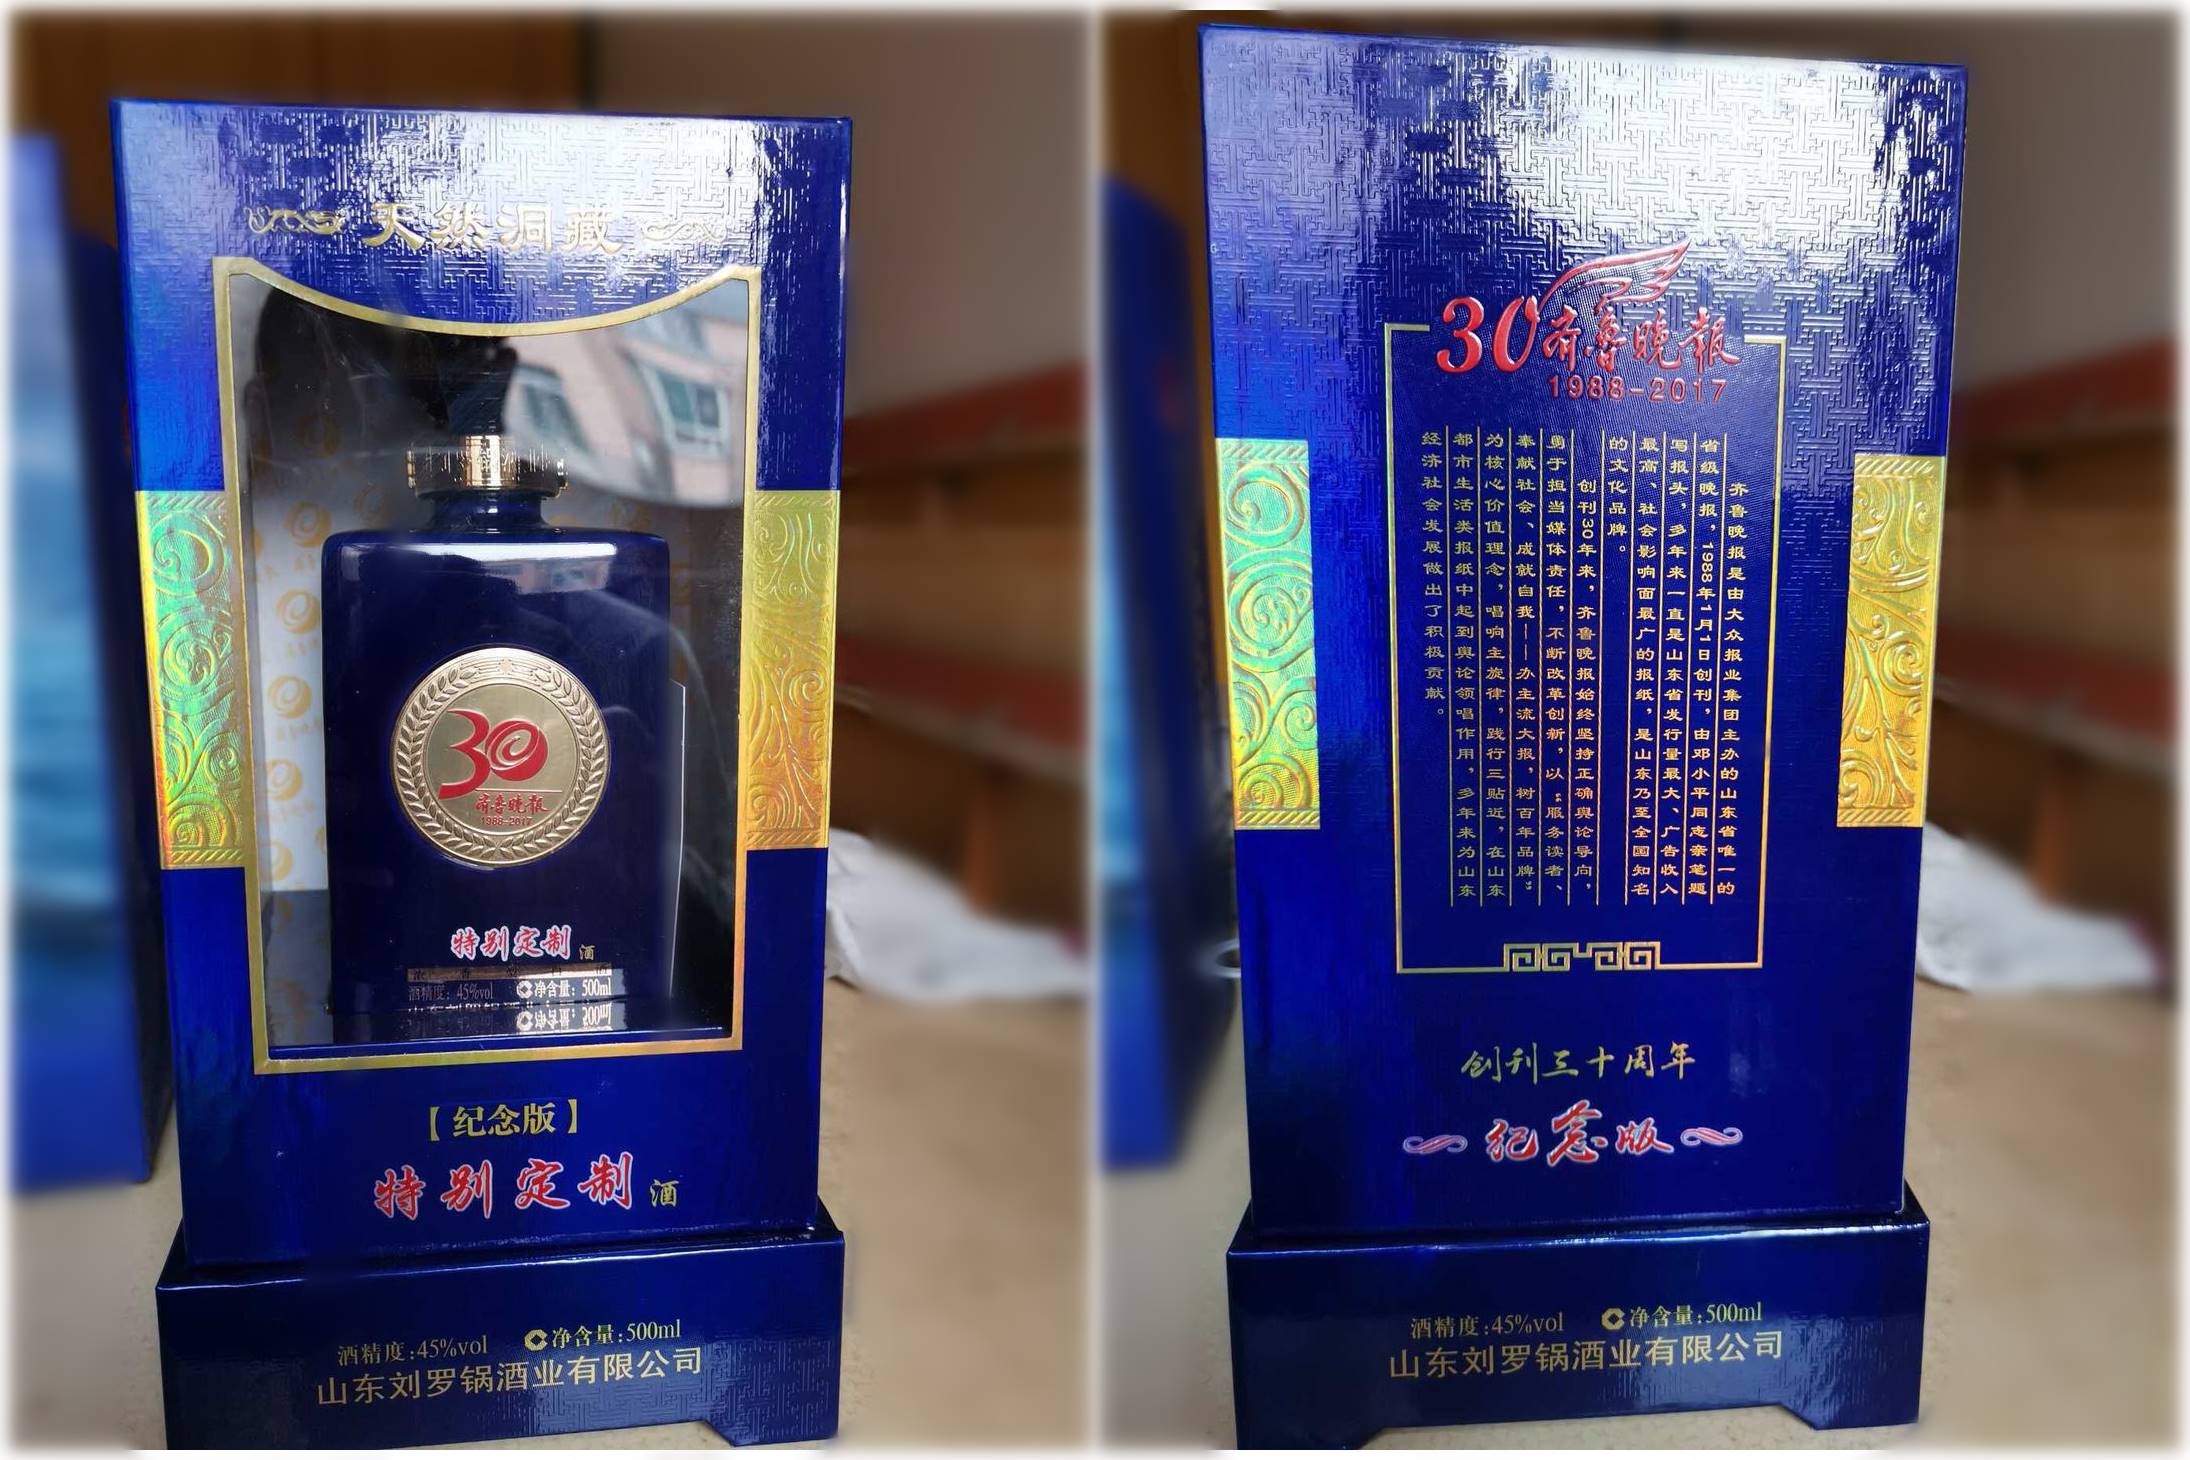 天然洞藏
30
齐鲁晚報
1988-2017
特别定制 酒
酒精度: 45%vol
净含量: 500ml
净含量: 500ml
【纪念版】
特别定制 酒
酒精度:45%vol
净含量:500ml
山东刘罗锅酒业有限公司
30 齐鲁晚報
1988-2017
齐鲁晚报是由大众报业集团主办的山东省唯一的
省级晚报，1988年1月1日创刊，由邓小平同志亲笔题
写报头，多年来一直是山东省发行量最大、广告收入
最高、社会影响面最广的报纸，是山东乃至全国知名
的文化品牌。
创刊30年来，齐鲁晚报始终坚持正确舆论导向，
勇于担当媒体责任，不断改革创新，以“服务读者、
奉献社会、成就自我——办主流大报，树百年品牌”
为核心价值理念，唱响主旋律，践行三贴近，在山东
都市生活类报纸中起到舆论领唱作用，多年来为山东
经济社会发展做出了积极贡献。
创刊三十周年
纪念版
酒精度:45%vol
净含量:500ml
山东刘罗锅酒业有限公司